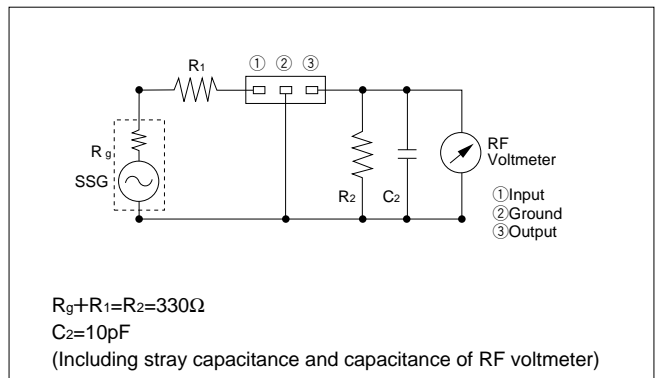 R1
① ② ③
Rg
SSG
R2
C2
RF
Voltmeter
①Input
②Ground
③Output
Rg+R1=R2=330Ω
C2=10pF
(Including stray capacitance and capacitance of RF voltmeter)